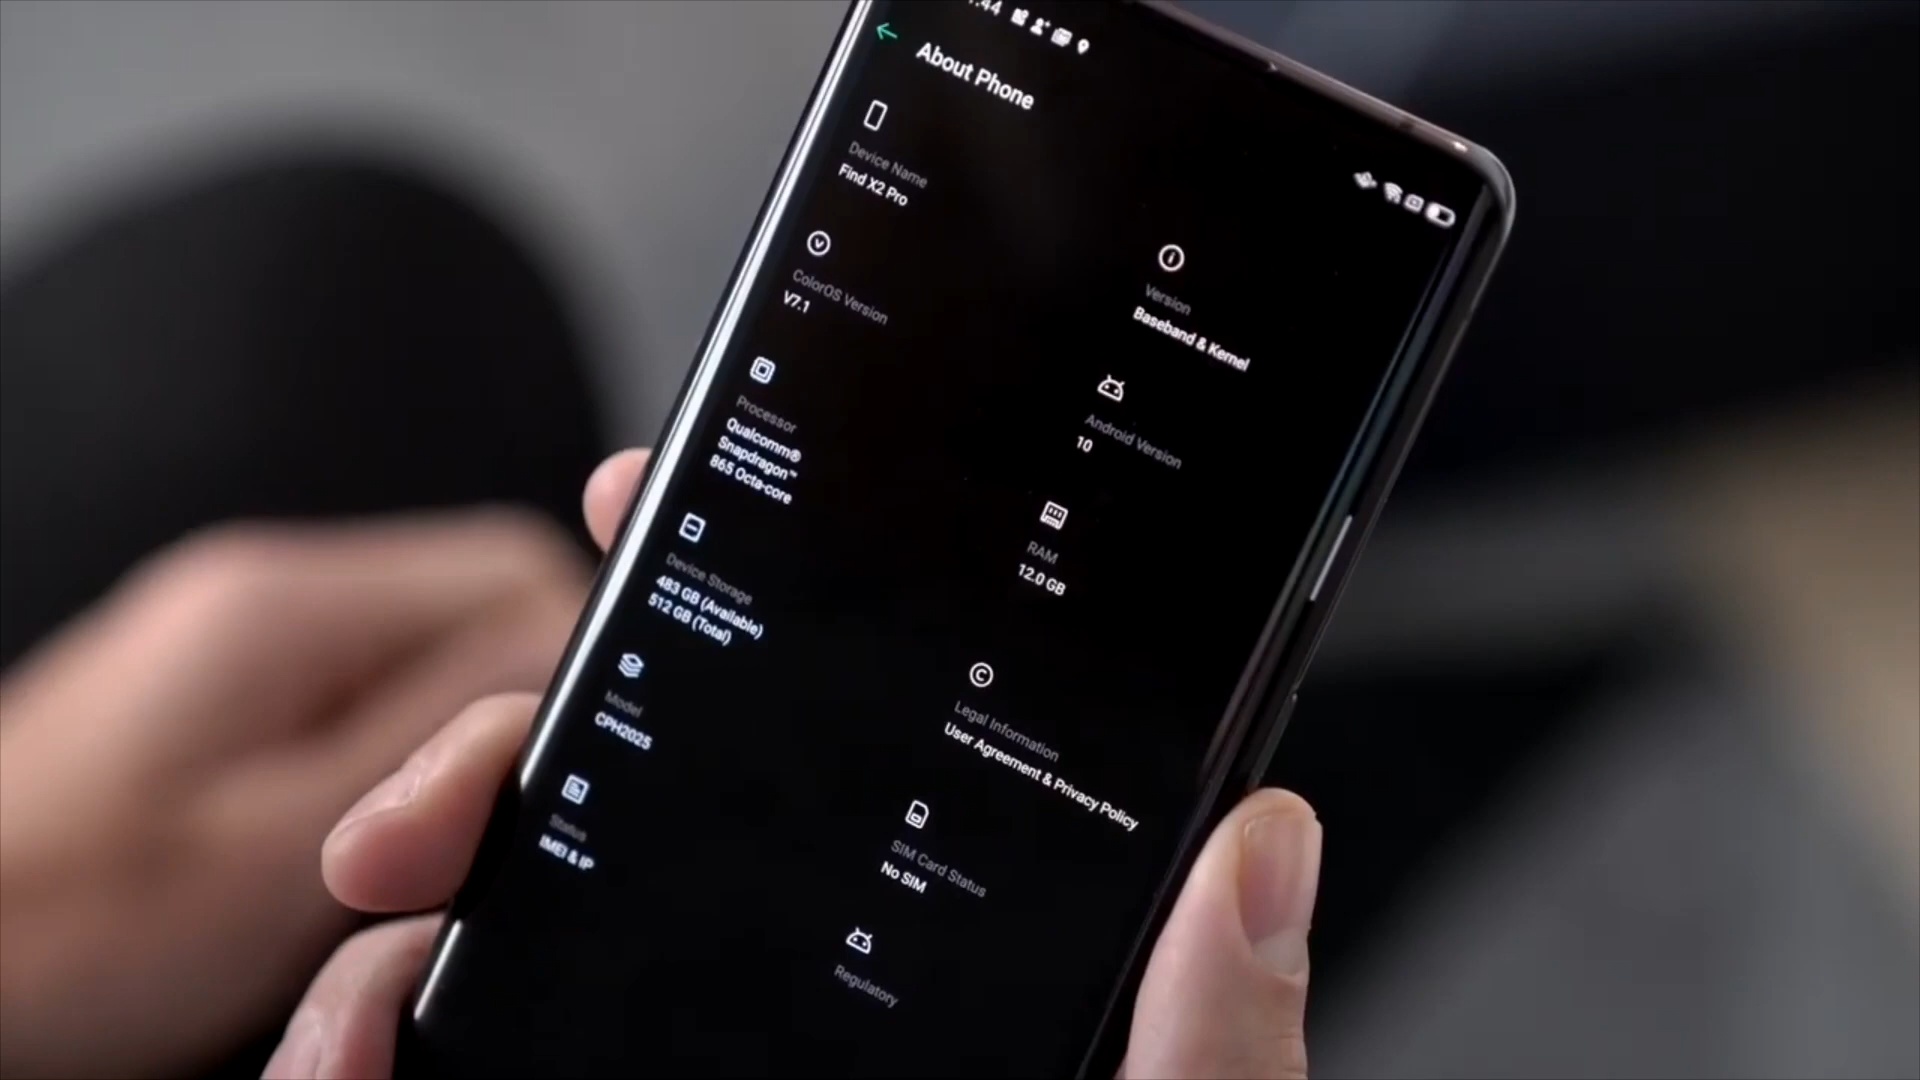 About Phone
Device Name
Find X2 Pro
Version
Baseband & Kernel
ColorOS Version
V7.1
Android Version
10
Processor
Qualcomm®
Snapdragon™
865 Octa-core
RAM
12.0 GB
Device Storage
483 GB (Available)
512 GB (Total)
Legal Information
User Agreement & Privacy Policy
Model
CPH2025
SIM Card Status
No SIM
Status
IMEI & IP
Regulatory